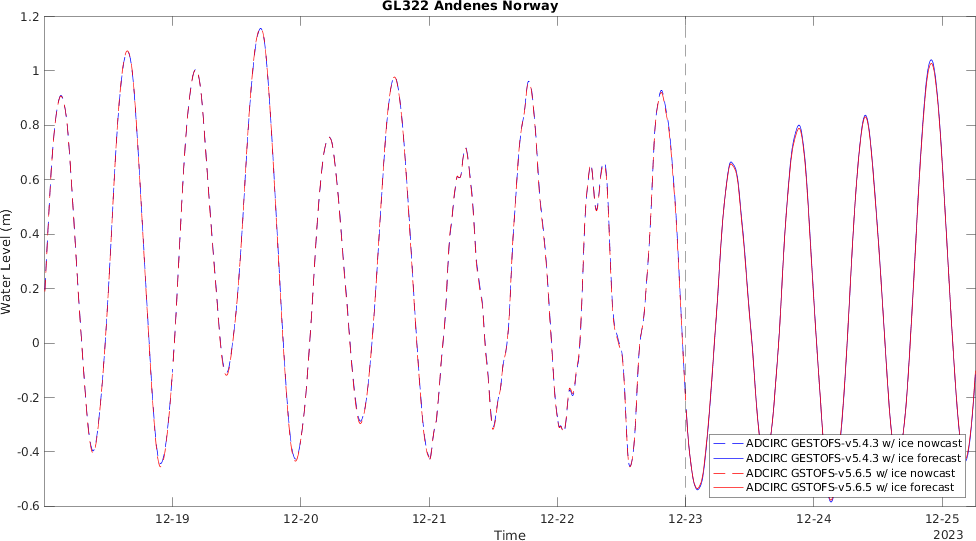 GL322 Andenes Norway
1.2
1
0.8
0.6
0.4
0.2
0
-0.2
-0.4
-0.6
Water Level (m)
ADCIRC GESTOFS-v5.4.3 w/ ice nowcast
ADCIRC GESTOFS-v5.4.3 w/ ice forecast
ADCIRC GSTOFS-v5.6.5 w/ ice nowcast
ADCIRC GSTOFS-v5.6.5 w/ ice forecast
12-19 12-20 12-21 12-22 12-23 12-24 12-25
2023
Time